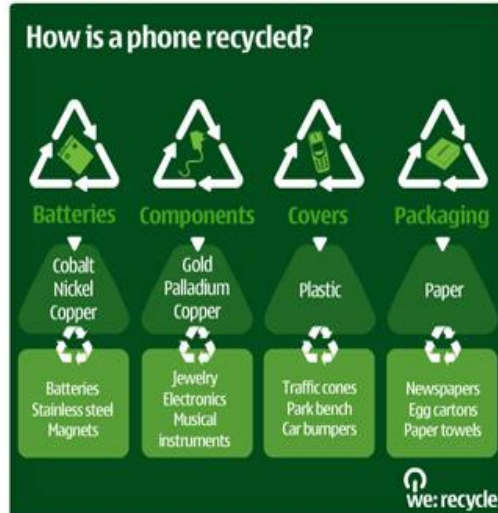 How is a phone recycled?
Batteries
Cobalt
Nickel
Copper
Batteries
Stainless steel
Magnets
Components
Gold
Palladium
Copper
Jewelry
Electronics
Musical
instruments
Covers
Plastic
Traffic cones
Park bench
Car bumpers
Packaging
Paper
Newspapers
Egg cartons
Paper towels
we: recycle